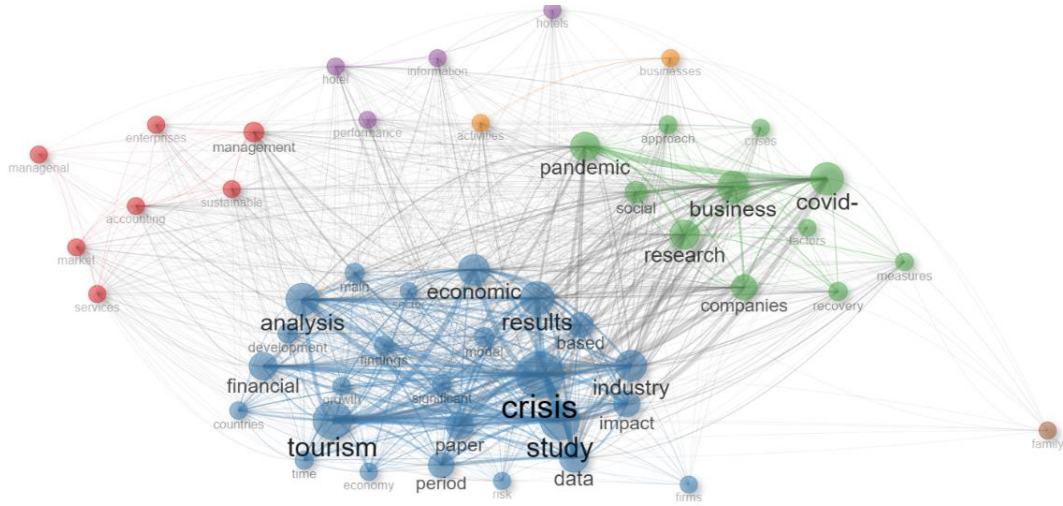 hotels
hotel
information
businesses
performance
activities
enterprises
management
approach
crises
managerial
pandemic
sustainable
social
business
covid-
accounting
research
factors
market
measures
services
main
economic
companies
recovery
analysis
results
based
development
findings
model
financial
growth
significant
industry
countries
crisis
impact
tourism
paper
study
family
time
economy
period
risk
data
firms